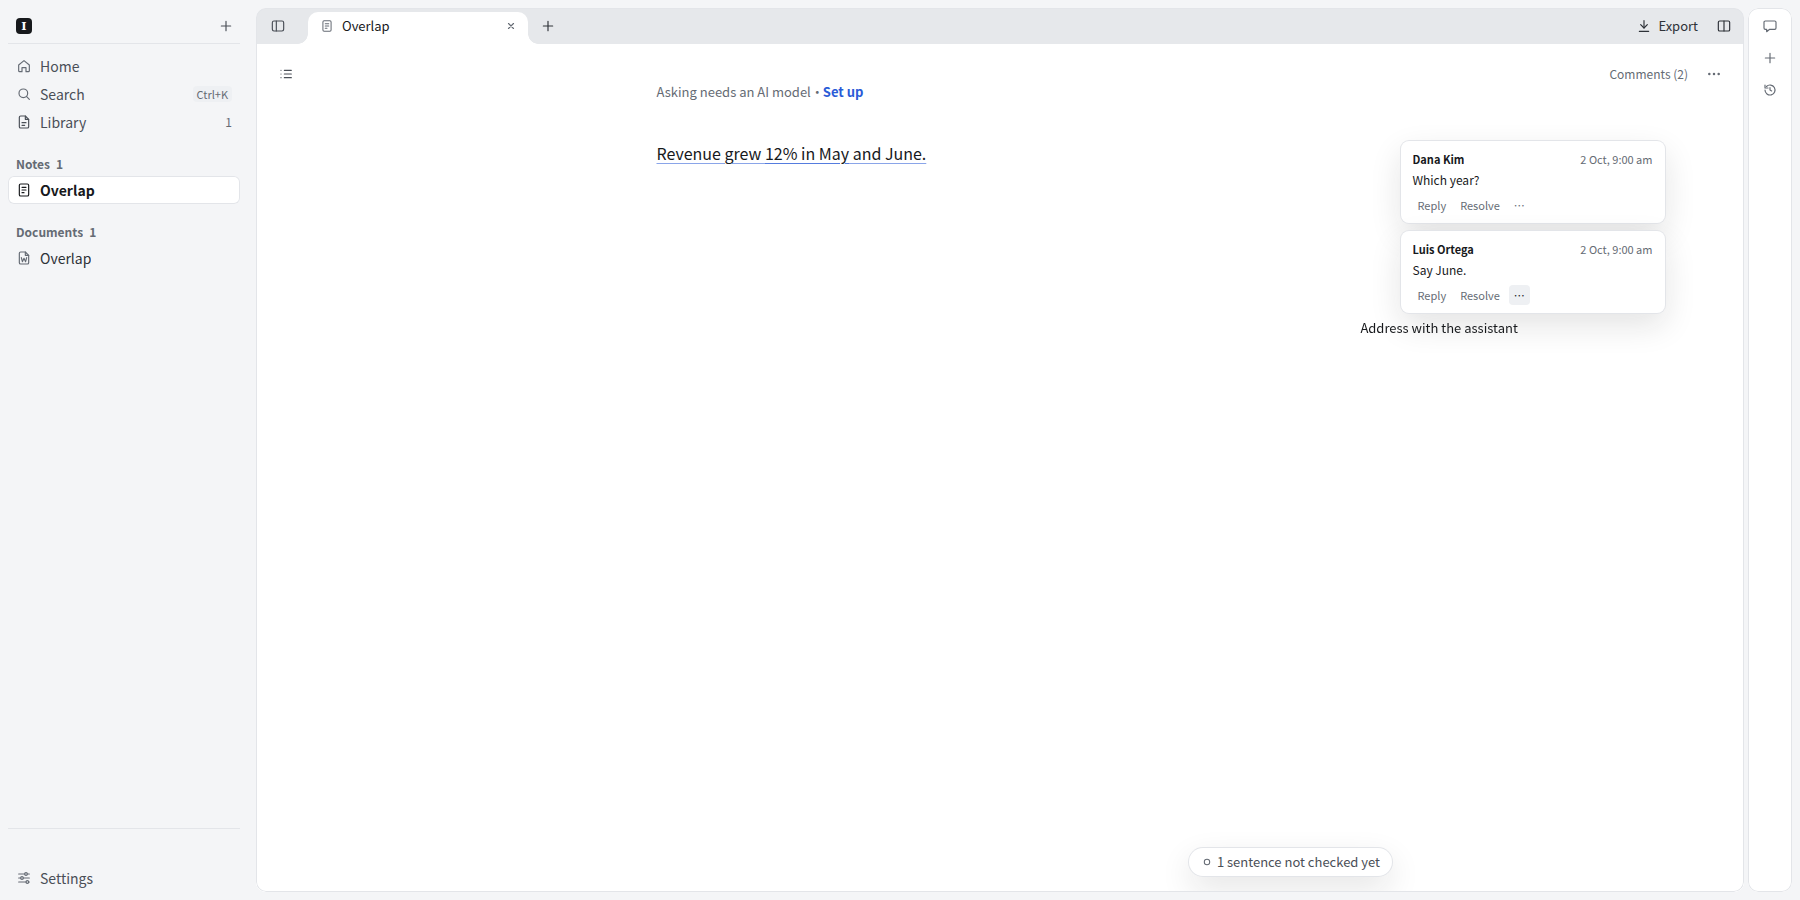 I
Home
Search Ctrl+K
Library 1
Notes 1
Overlap
Documents 1
Overlap
Settings
Overlap
Export
Comments (2)
Asking needs an AI model · Set up
Revenue grew 12% in May and June.
Dana Kim 2 Oct, 9:00 am
Which year?
Reply Resolve ...
Luis Ortega 2 Oct, 9:00 am
Say June.
Reply Resolve ...
Address with the assistant
1 sentence not checked yet